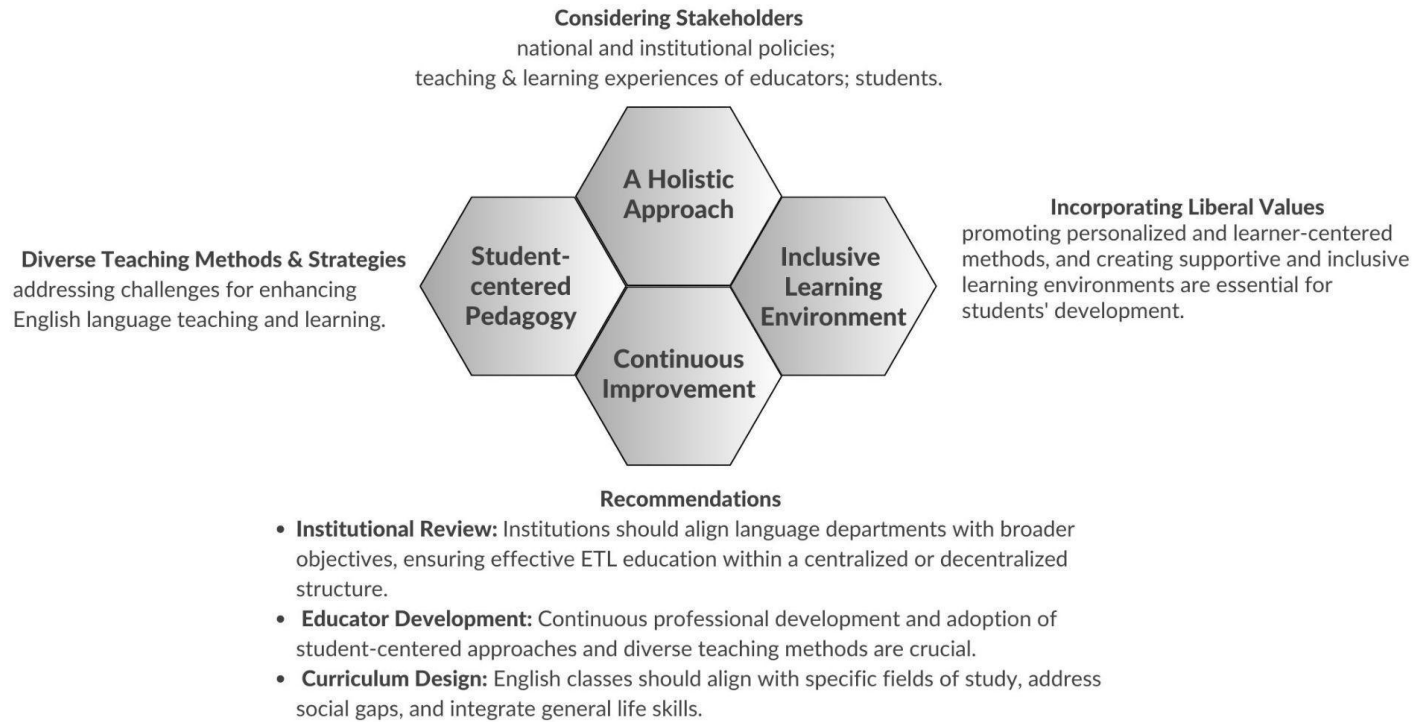 Considering Stakeholders
national and institutional policies;
teaching & learning experiences of educators; students.
A Holistic
Approach
Diverse Teaching Methods & Strategies
addressing challenges for enhancing
English language teaching and learning.
Student-
centered
Pedagogy
Inclusive
Learning
Environment
Incorporating Liberal Values
promoting personalized and learner-centered
methods, and creating supportive and inclusive
learning environments are essential for
students' development.
Continuous
Improvement
Recommendations
• Institutional Review: Institutions should align language departments with broader
objectives, ensuring effective ETL education within a centralized or decentralized
structure.
• Educator Development: Continuous professional development and adoption of
student-centered approaches and diverse teaching methods are crucial.
• Curriculum Design: English classes should align with specific fields of study, address
social gaps, and integrate general life skills.